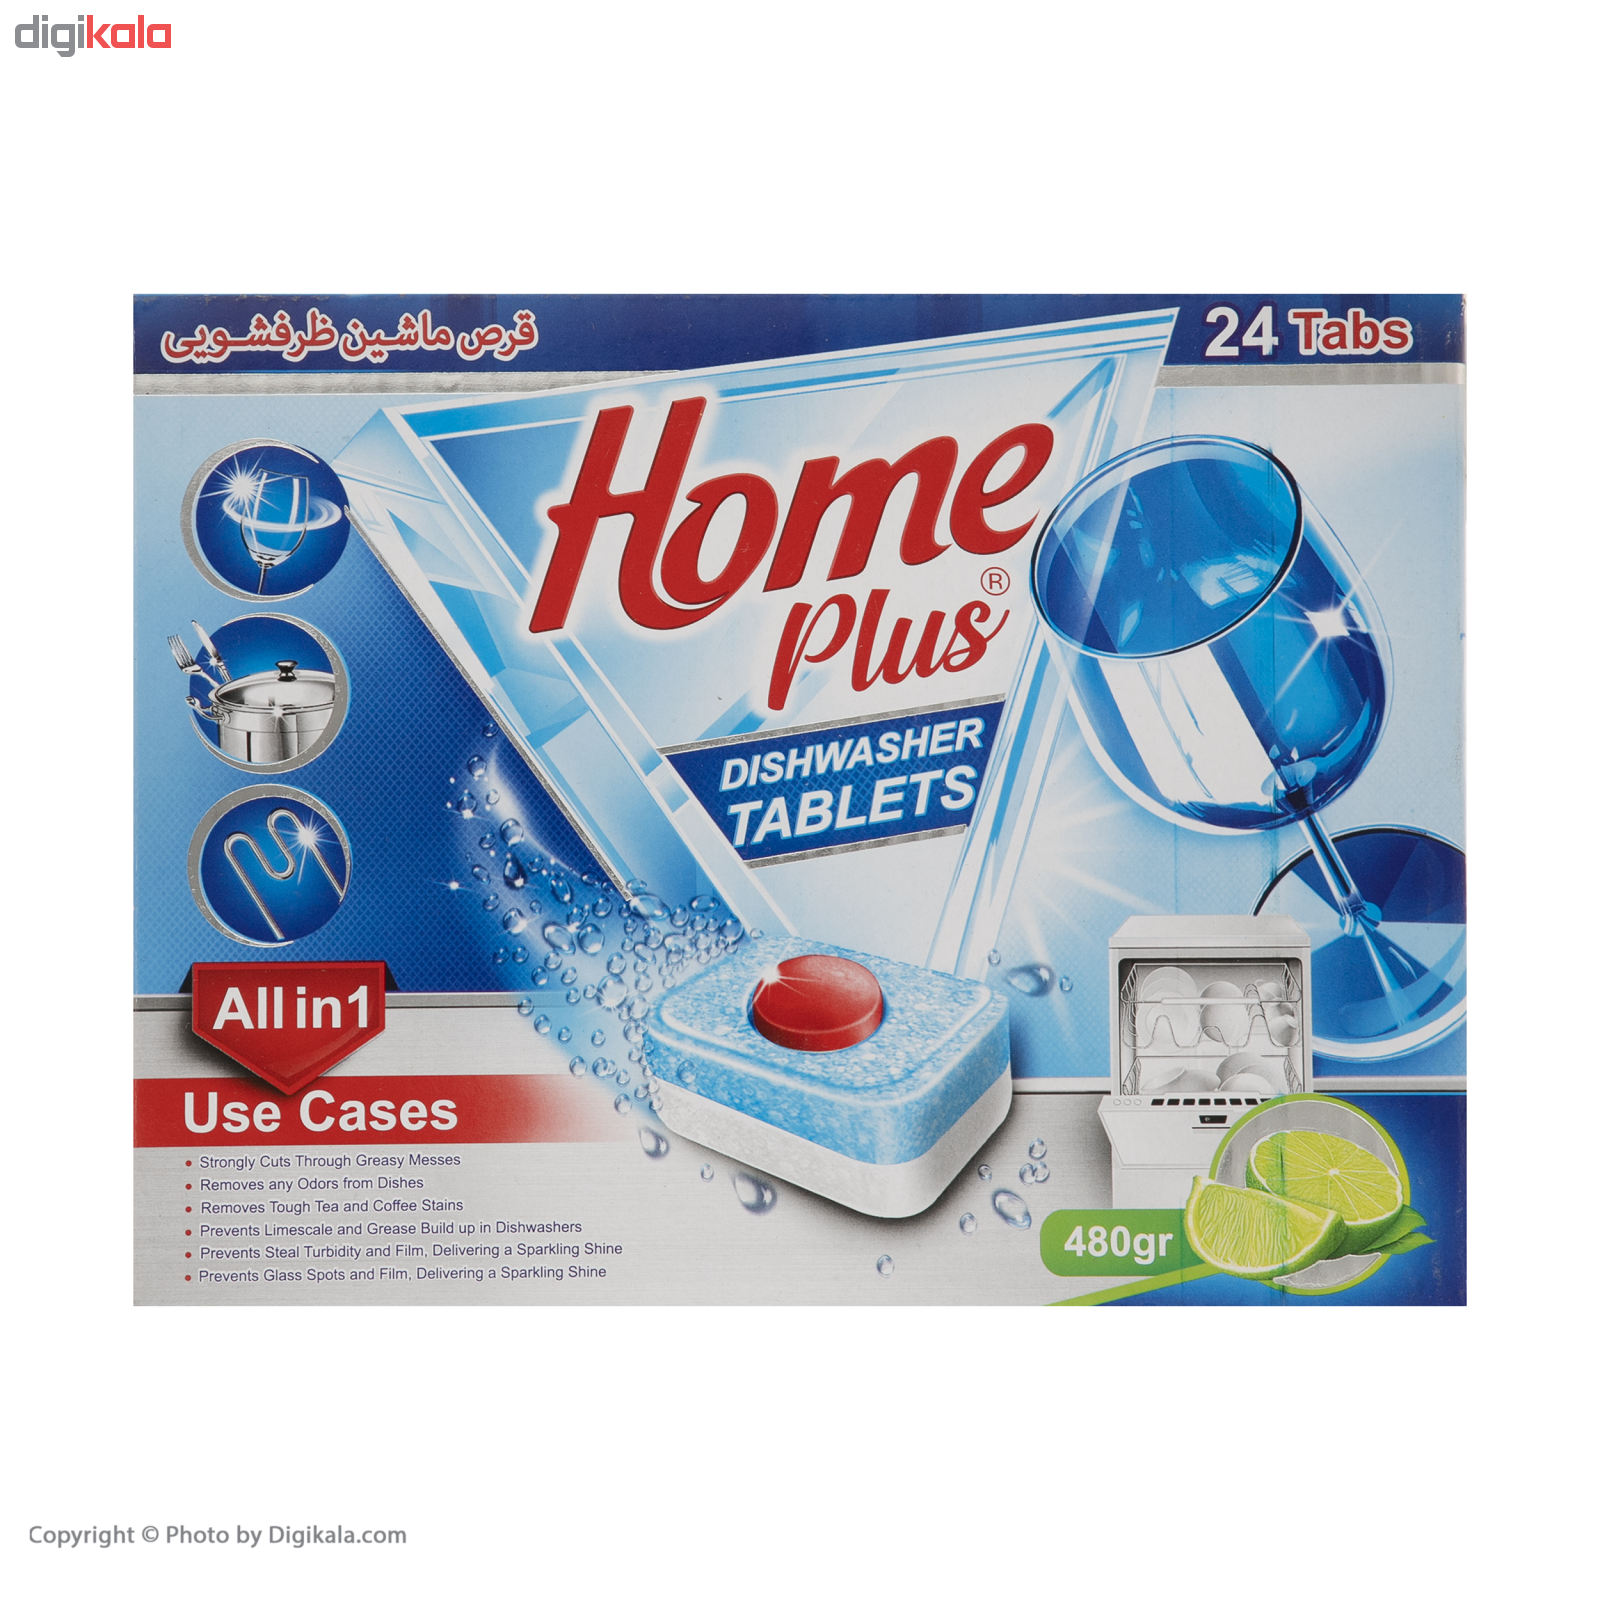 digikala
قرص ماشین ظرفشویی
24 Tabs
Home
Plus®
DISHWASHER
TABLETS
All in 1
Use Cases
• Strongly Cuts Through Greasy Messes
• Removes any Odors from Dishes
• Removes Tough Tea and Coffee Stains
• Prevents Limescale and Grease Build up in Dishwashers
• Prevents Steal Turbidity and Film, Delivering a Sparkling Shine
• Prevents Glass Spots and Film, Delivering a Sparkling Shine
480gr
Copyright © Photo by Digikala.com